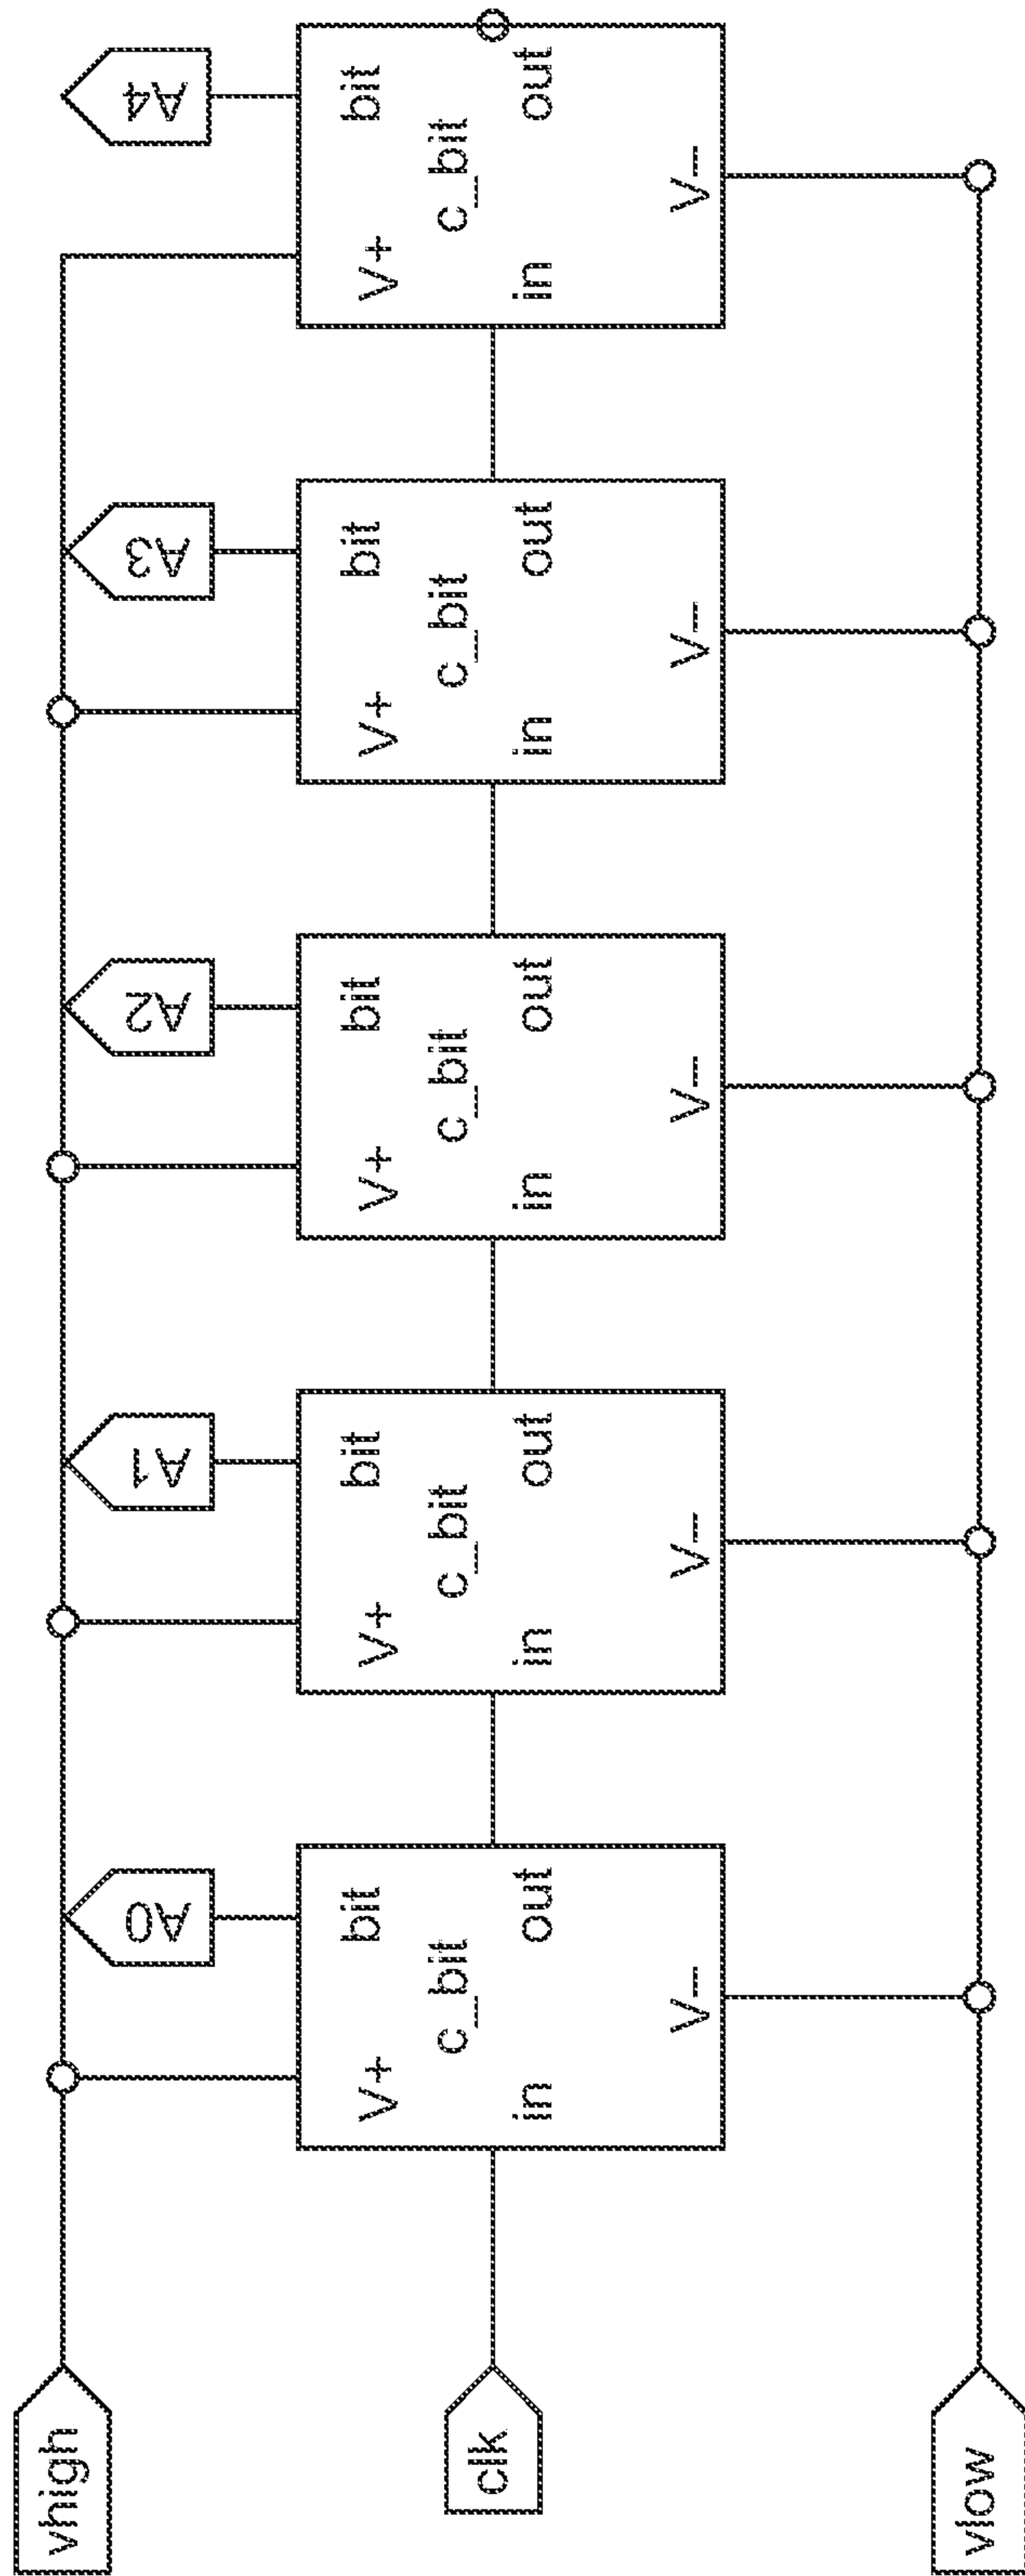 vhigh
clk
vlow
A0
V+
bit
c_bit
in
out
V−
A1
V+
bit
c_bit
in
out
V−
A2
V+
bit
c_bit
in
out
V−
A3
V+
bit
c_bit
in
out
V−
A4
V+
bit
c_bit
in
out
V−